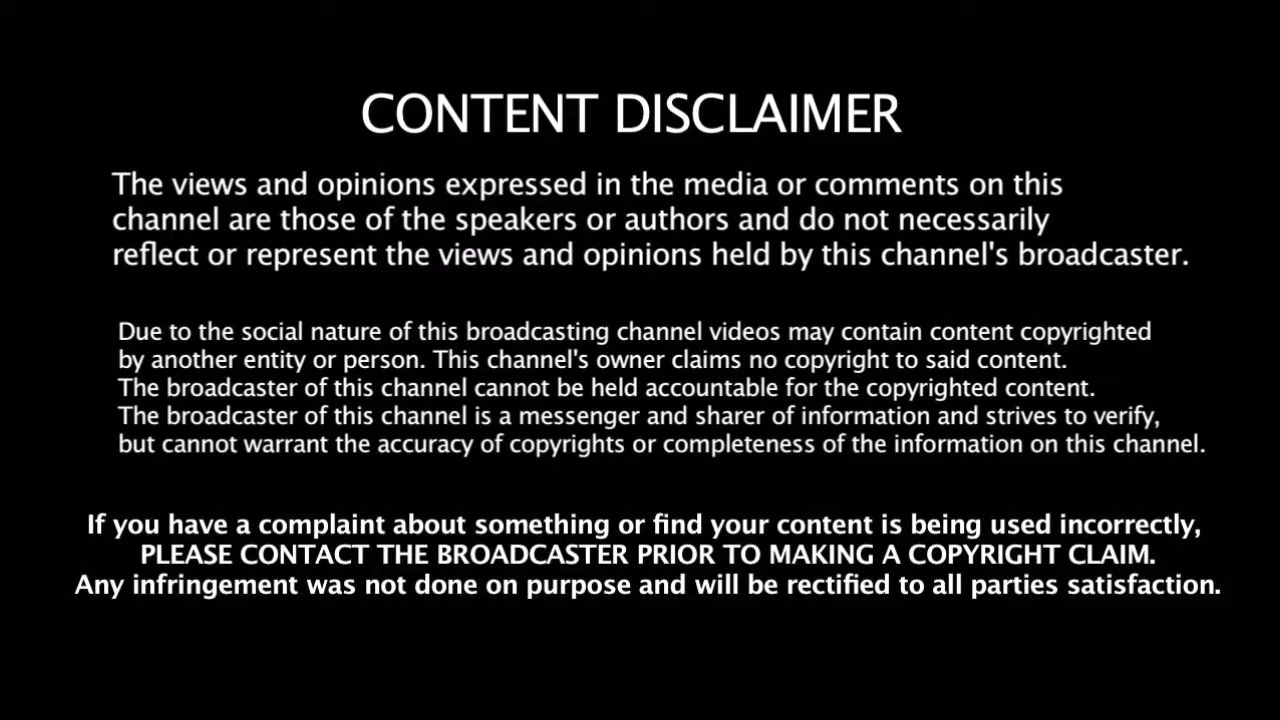 CONTENT DISCLAIMER
The views and opinions expressed in the media or comments on this
channel are those of the speakers or authors and do not necessarily
reflect or represent the views and opinions held by this channel's broadcaster.
Due to the social nature of this broadcasting channel videos may contain content copyrighted
by another entity or person. This channel's owner claims no copyright to said content.
The broadcaster of this channel cannot be held accountable for the copyrighted content.
The broadcaster of this channel is a messenger and sharer of information and strives to verify,
but cannot warrant the accuracy of copyrights or completeness of the information on this channel.
If you have a complaint about something or find your content is being used incorrectly,
PLEASE CONTACT THE BROADCASTER PRIOR TO MAKING A COPYRIGHT CLAIM.
Any infringement was not done on purpose and will be rectified to all parties satisfaction.